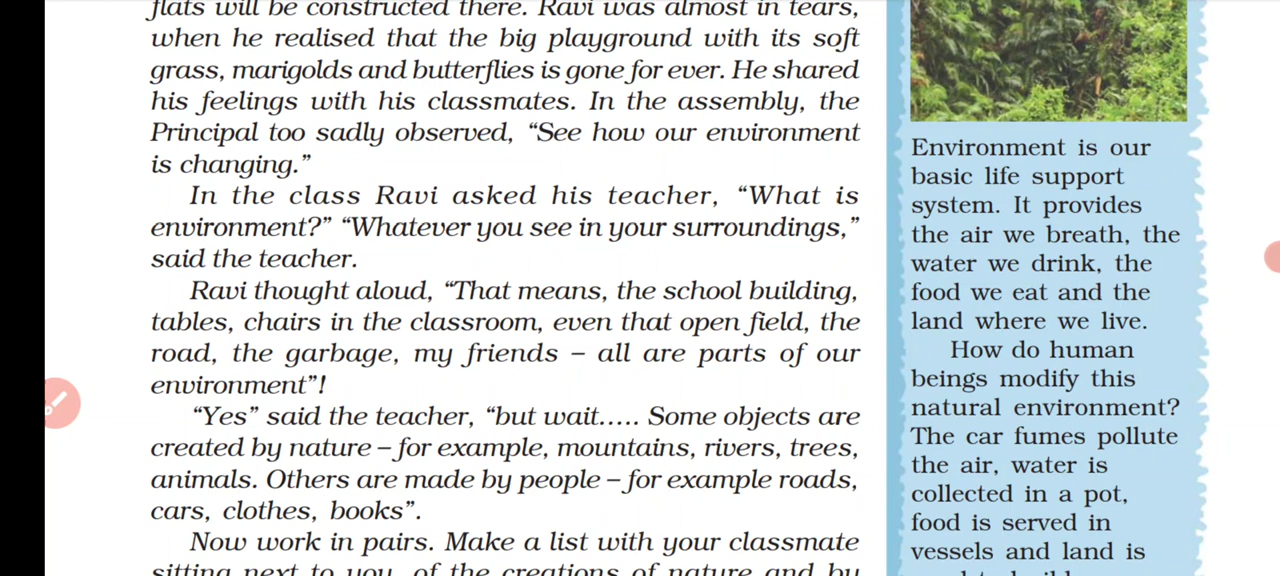 flats will be constructed there. Ravi was almost in tears,
when he realised that the big playground with its soft
grass, marigolds and butterflies is gone for ever. He shared
his feelings with his classmates. In the assembly, the
Principal too sadly observed, “See how our environment
is changing.”
In the class Ravi asked his teacher, “What is
environment?” “Whatever you see in your surroundings,”
said the teacher.
Ravi thought aloud, “That means, the school building,
tables, chairs in the classroom, even that open field, the
road, the garbage, my friends – all are parts of our
environment”!
“Yes” said the teacher, “but wait..... Some objects are
created by nature – for example, mountains, rivers, trees,
animals. Others are made by people – for example roads,
cars, clothes, books”.
Now work in pairs. Make a list with your classmate
sitting next to you, of the creations of nature and by
Environment is our
basic life support
system. It provides
the air we breath, the
water we drink, the
food we eat and the
land where we live.
How do human
beings modify this
natural environment?
The car fumes pollute
the air, water is
collected in a pot,
food is served in
vessels and land is